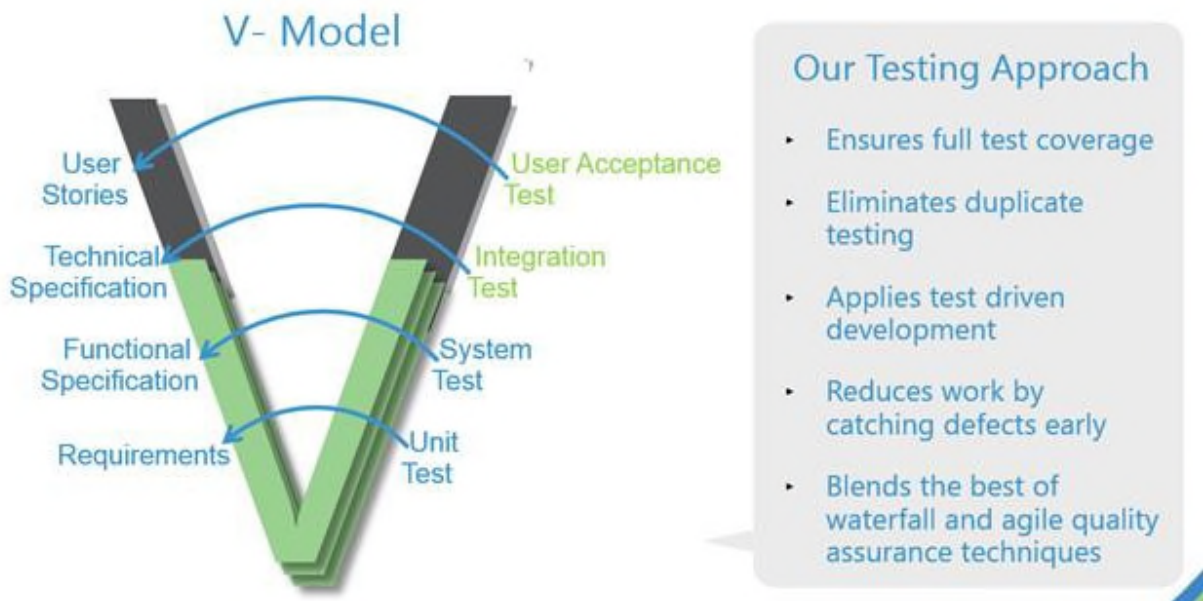 V- Model
User
Stories
User Acceptance
Test
Technical
Specification
Integration
Test
Functional
Specification
System
Test
Requirements
Unit
Test
Our Testing Approach
‣ Ensures full test coverage
‣ Eliminates duplicate
testing
‣ Applies test driven
development
‣ Reduces work by
catching defects early
‣ Blends the best of
waterfall and agile quality
assurance techniques